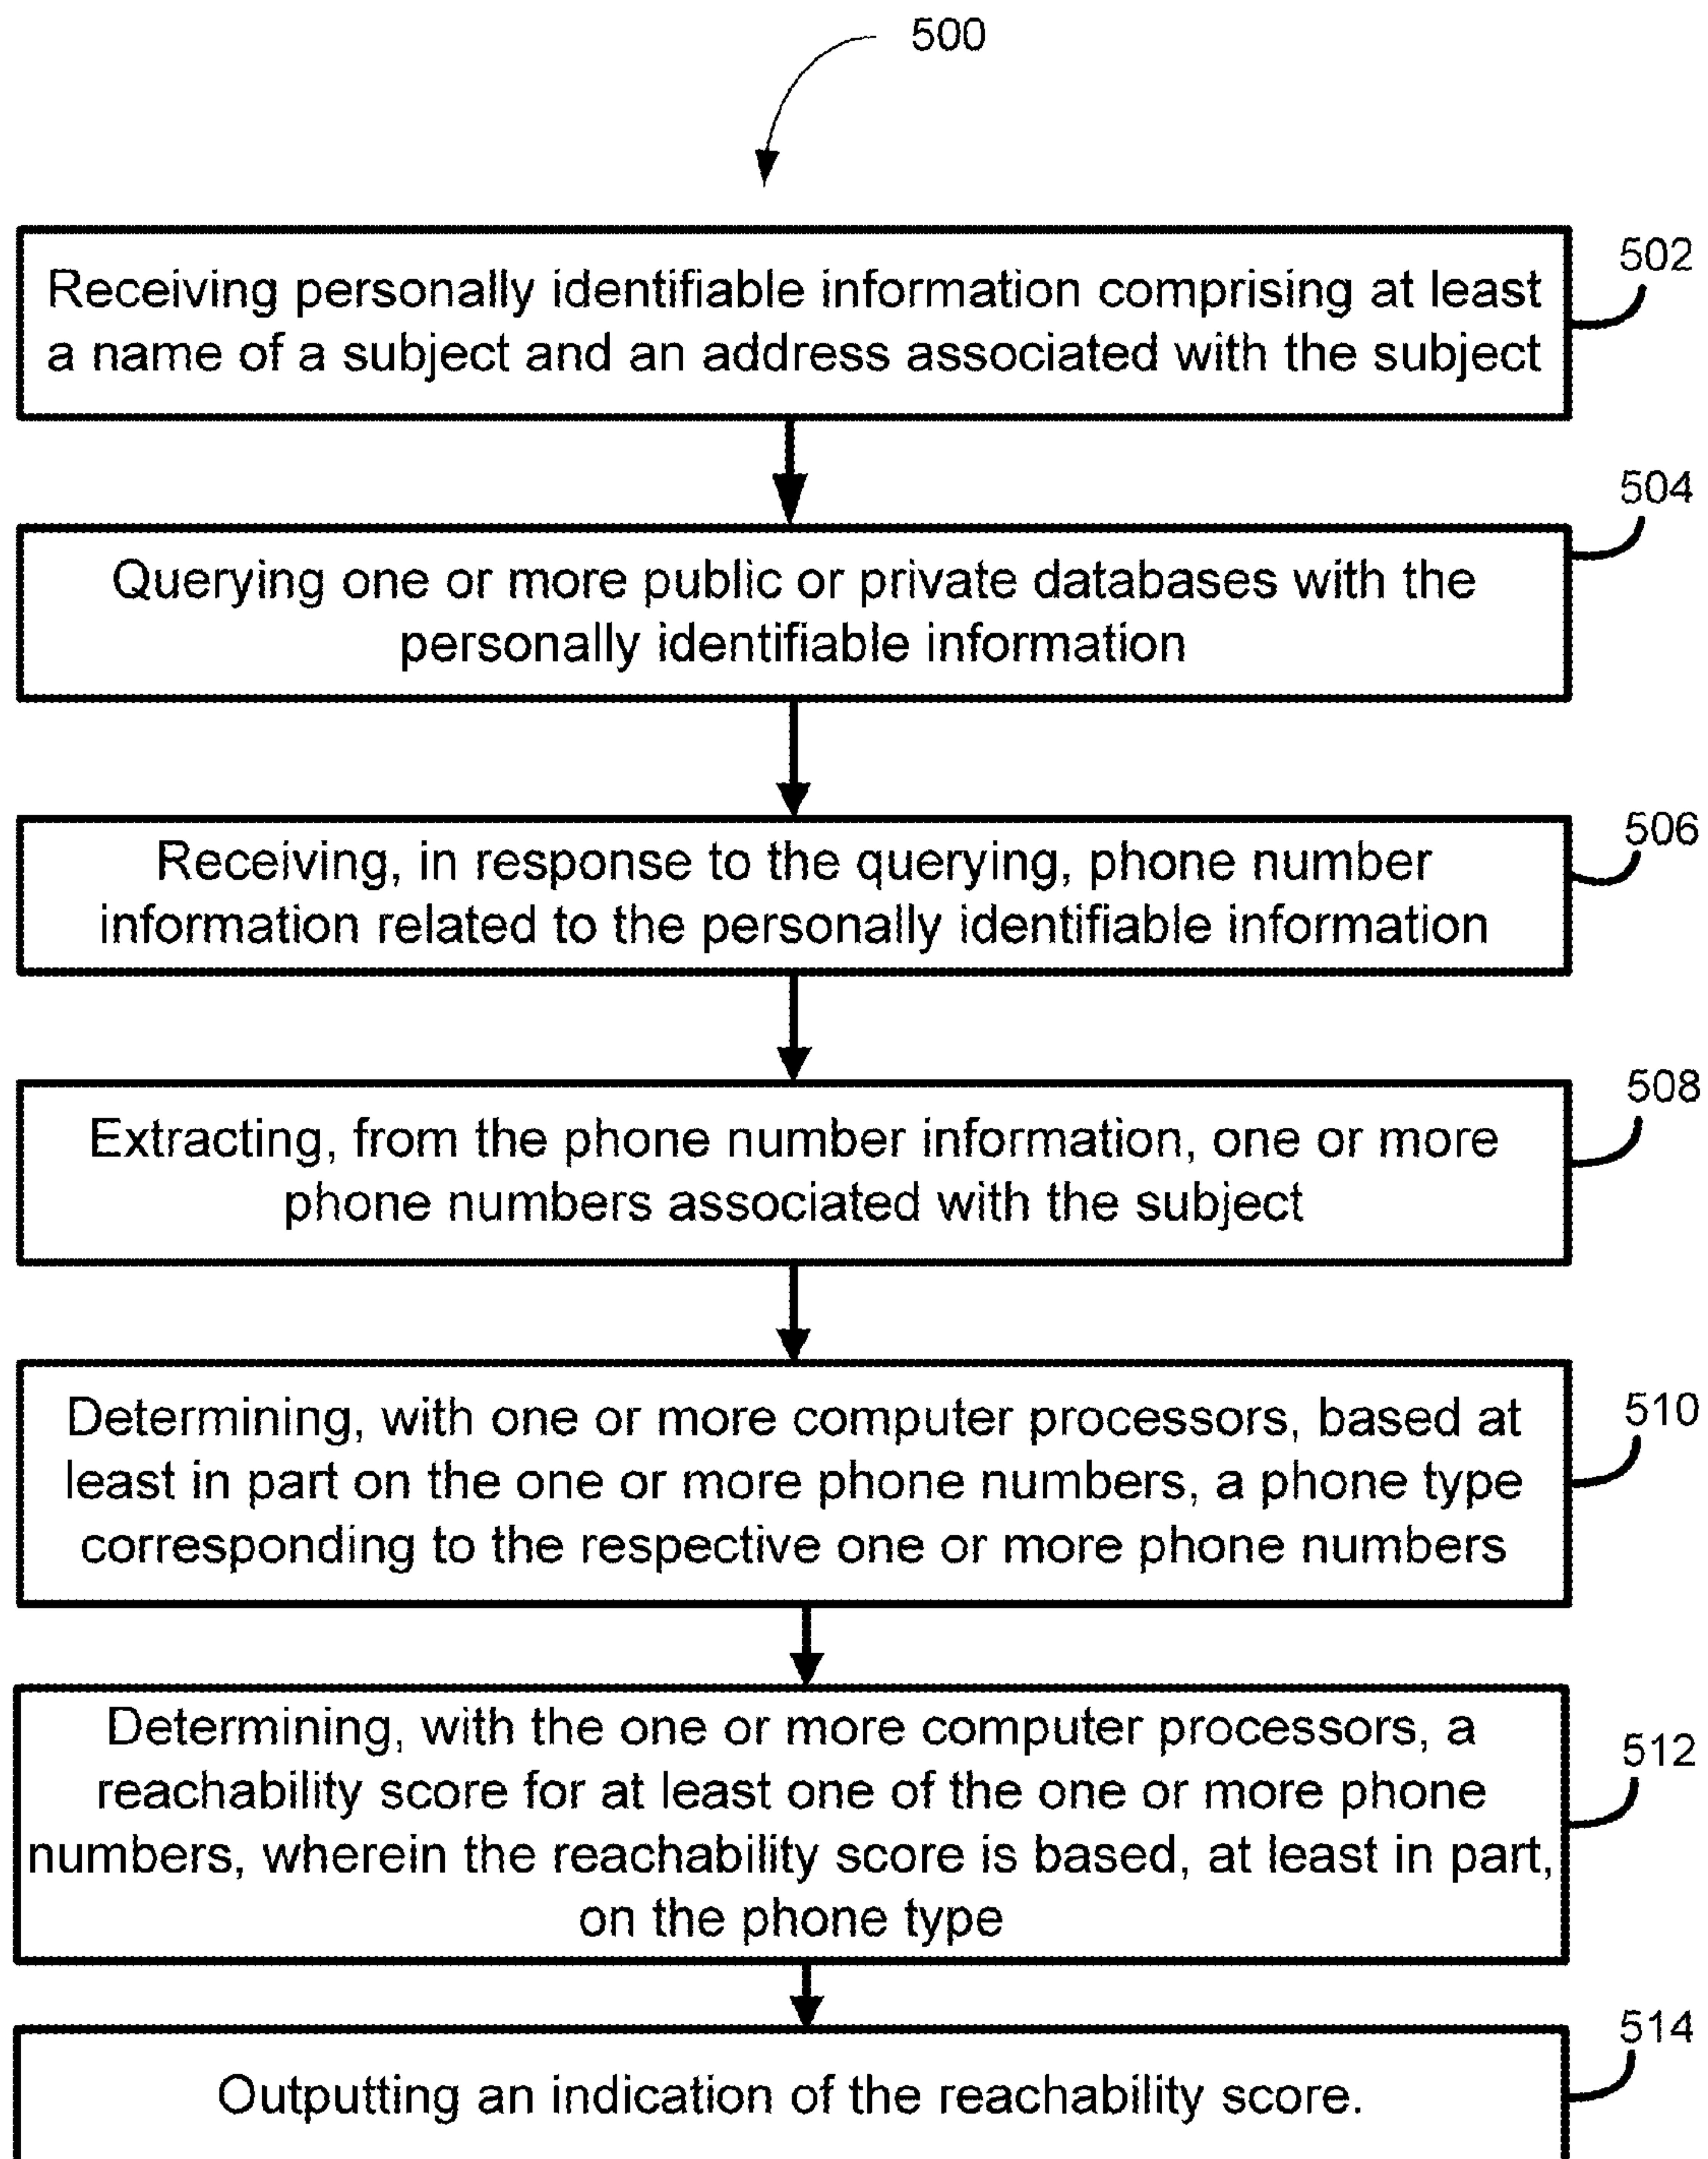 500
Receiving personally identifiable information comprising at least
a name of a subject and an address associated with the subject
502
Querying one or more public or private databases with the
personally identifiable information
504
Receiving, in response to the querying, phone number
information related to the personally identifiable information
506
Extracting, from the phone number information, one or more
phone numbers associated with the subject
508
Determining, with one or more computer processors, based at
least in part on the one or more phone numbers, a phone type
corresponding to the respective one or more phone numbers
510
Determining, with the one or more computer processors, a
reachability score for at least one of the one or more phone
numbers, wherein the reachability score is based, at least in part,
on the phone type
512
Outputting an indication of the reachability score.
514